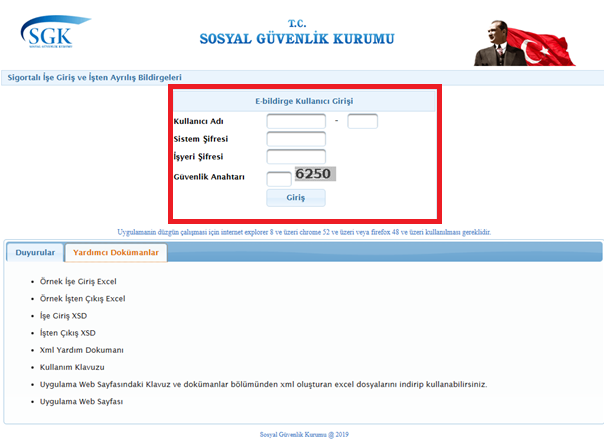 SGK
SOSYAL GÜVENLİK KURUMU
T.C.
SOSYAL GÜVENLİK KURUMU
Sigortalı İşe Giriş ve İşten Ayrılış Bildirgeleri
E-bildirge Kullanıcı Girişi
Kullanıcı Adı -
Sistem Şifresi
İşyeri Şifresi
Güvenlik Anahtarı 6250
Giriş
Uygulamanın düzgün çalışması için internet explorer 8 ve üzeri chrome 52 ve üzeri veya firefox 48 ve üzeri kullanılması gereklidir.
Duyurular Yardımcı Dokümanlar
• Örnek İşe Giriş Excel
• Örnek İşten Çıkış Excel
• İşe Giriş XSD
• İşten Çıkış XSD
• Xml Yardım Dokumanı
• Kullanım Klavuzu
• Uygulama Web Sayfasındaki Klavuz ve dokümanlar bölümünden xml oluşturan excel dosyalarını indirip kullanabilirsiniz.
• Uygulama Web Sayfası
Sosyal Güvenlik Kurumu @ 2019